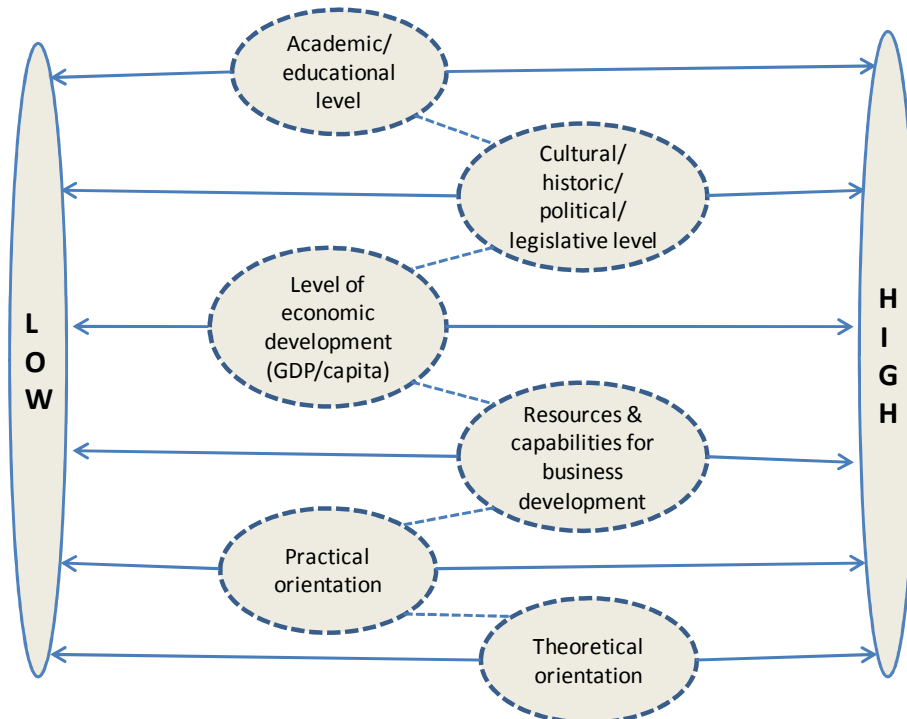 Academic/
educational
level
Cultural/
historic/
political/
legislative level
Level of
economic
development
(GDP/capita)
L
O
W
H
I
G
H
Resources &
capabilities for
business
development
Practical
orientation
Theoretical
orientation